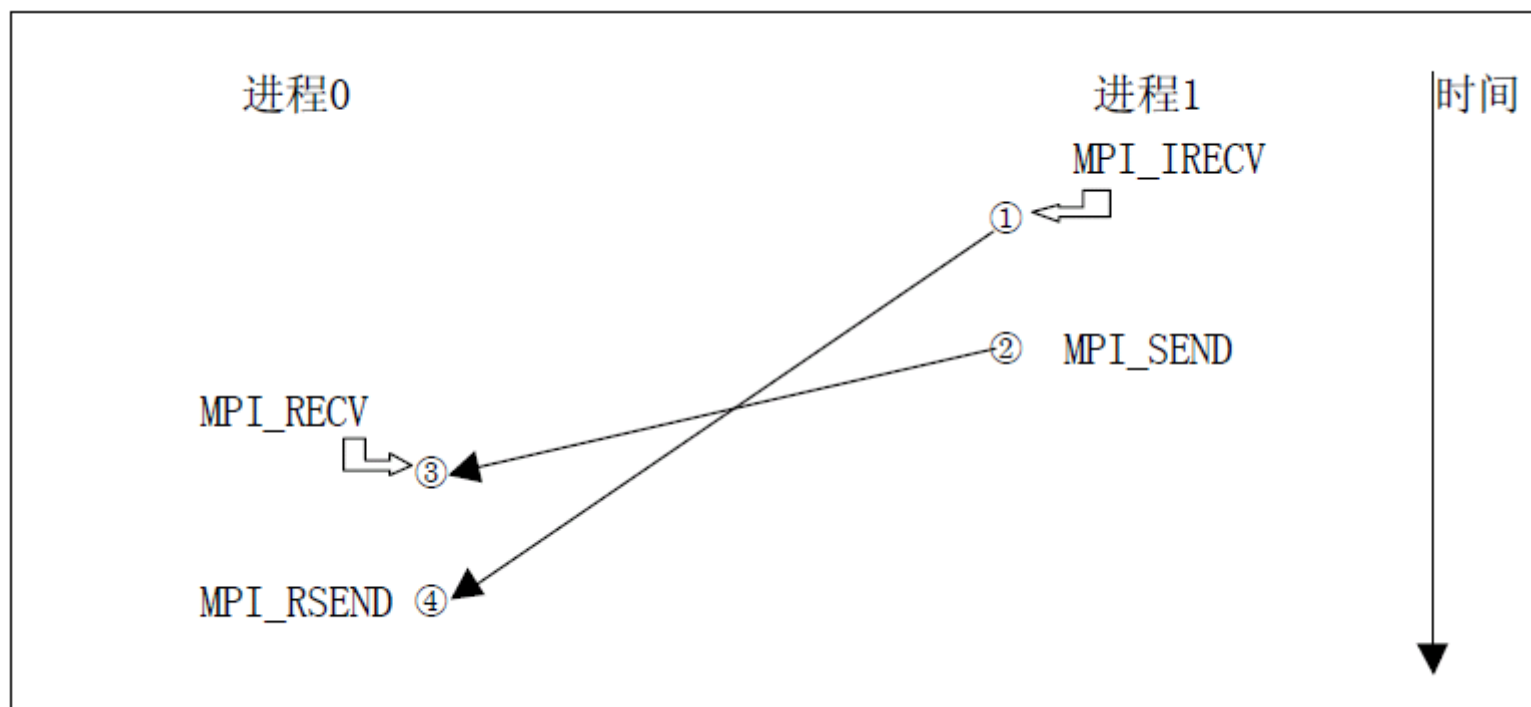 进程0
进程1
时间
MPI_IRECV
①
② MPI_SEND
MPI_RECV
③
MPI_RSEND ④